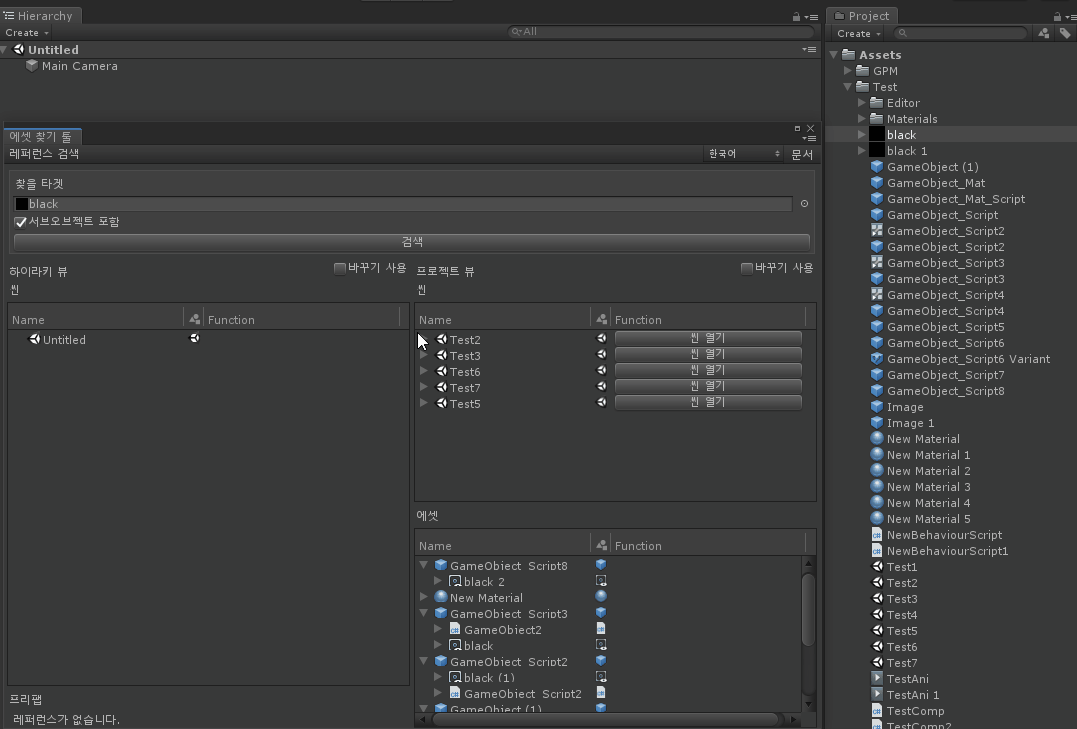 Hierarchy
Create
All
Untitled
Main Camera
에셋 찾기 툴
레퍼런스 검색
한국어
문서
찾을 타겟
black
서브오브젝트 포함
검색
하이라키 뷰
바꾸기 사용
씬
Name
Function
Untitled
프리팹
레퍼런스가 없습니다.
프로젝트 뷰
바꾸기 사용
씬
Name
Function
Test2
씬 열기
Test3
씬 열기
Test6
씬 열기
Test7
씬 열기
Test5
씬 열기
에셋
Name
Function
GameObject_Script8
black 2
New Material
GameObject_Script3
GameObject2
black
GameObject_Script2
black (1)
GameObject_Script2
GameObject (1)
Project
Create
Assets
GPM
Test
Editor
Materials
black
black 1
GameObject (1)
GameObject_Mat
GameObject_Mat_Script
GameObject_Script
GameObject_Script2
GameObject_Script2
GameObject_Script3
GameObject_Script3
GameObject_Script4
GameObject_Script4
GameObject_Script5
GameObject_Script6
GameObject_Script6 Variant
GameObject_Script7
GameObject_Script8
Image
Image 1
New Material
New Material 1
New Material 2
New Material 3
New Material 4
New Material 5
NewBehaviourScript
NewBehaviourScript1
Test1
Test2
Test3
Test4
Test5
Test6
Test7
TestAni
TestAni 1
TestComp
TestComp2